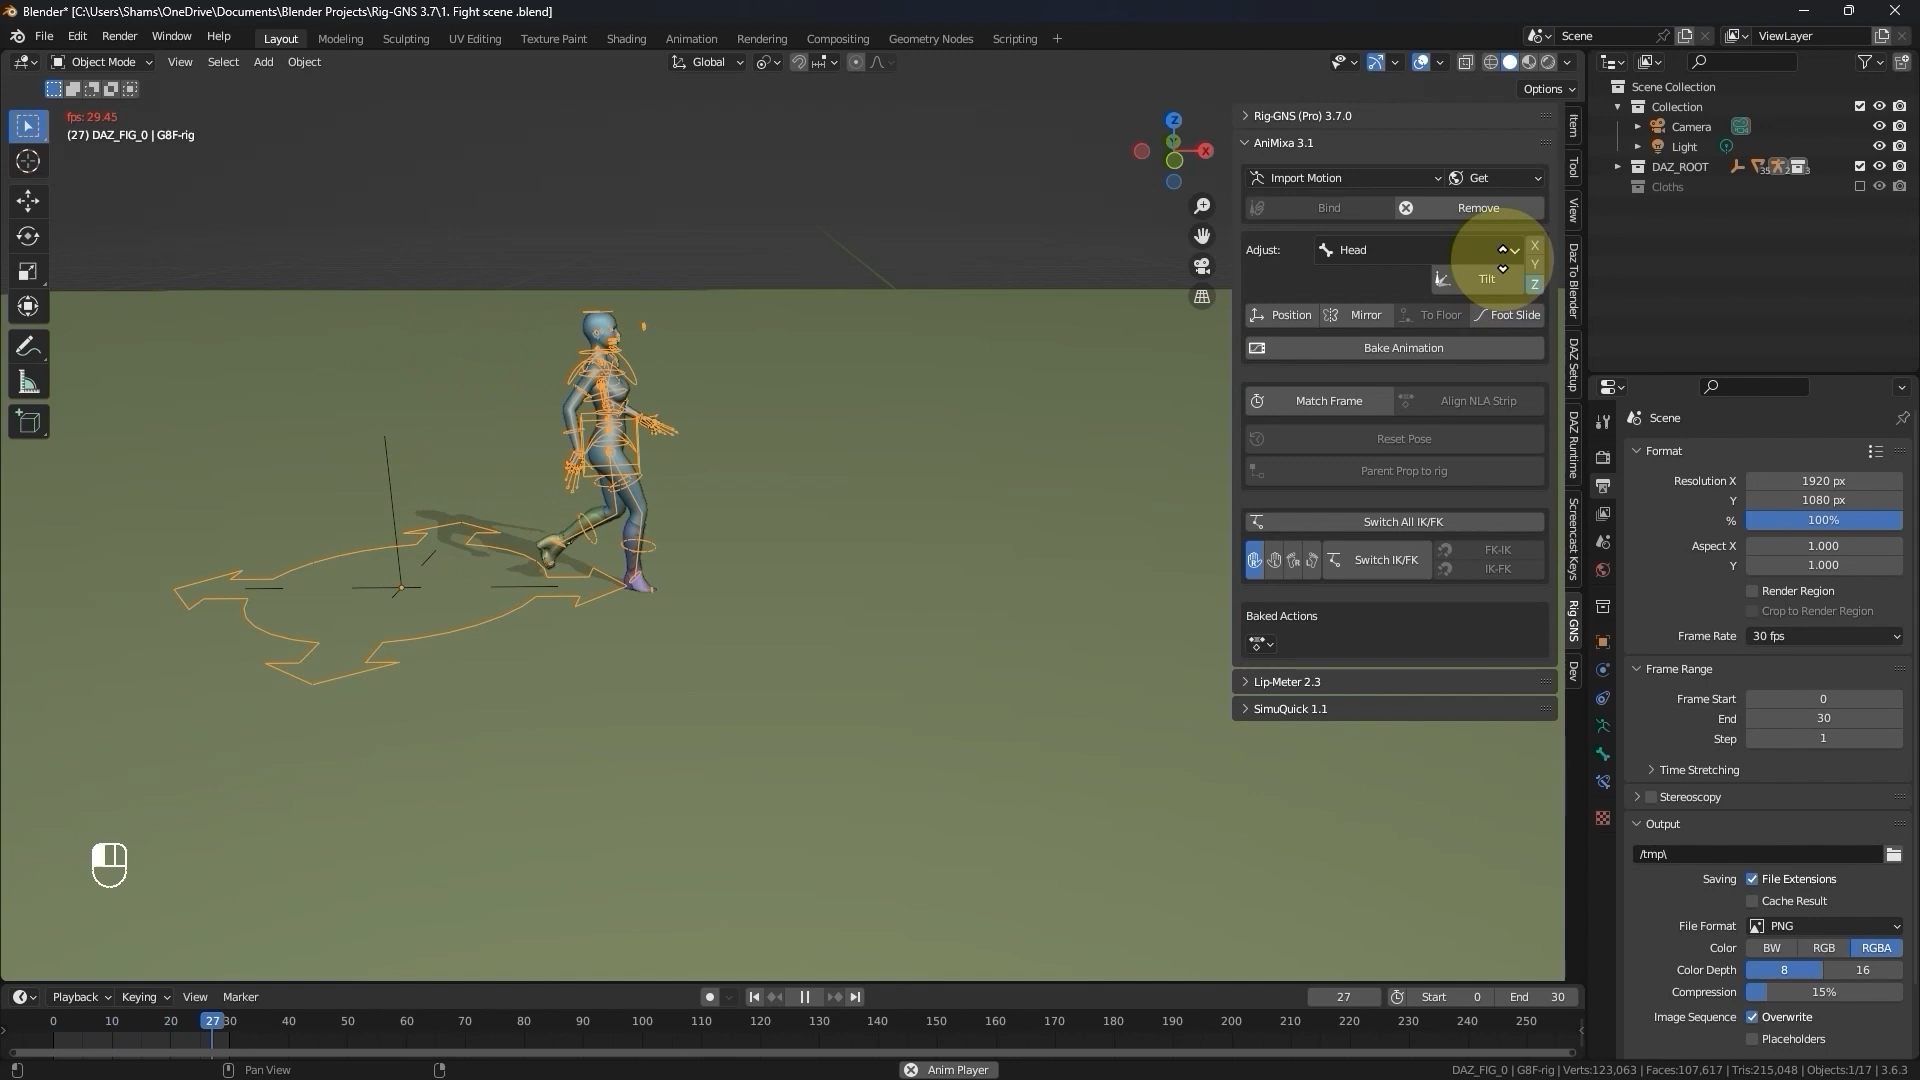 Blender* [C:\Users\Shams\OneDrive\Documents\Blender Projects\Rig-GNS 3.7\1. Fight scene .blend]
File Edit Render Window Help Layout Modeling Sculpting UV Editing Texture Paint Shading Animation Rendering Compositing Geometry Nodes Scripting + Scene ViewLayer
Object Mode View Select Add Object Global
Options
fps: 29.45
(27) DAZ_FIG_0 | G8F-rig
Z
Y
X
Rig-GNS (Pro) 3.7.0
AniMixa 3.1
Import Motion Get
Bind Remove
Adjust: Head X
Y
Tilt Z
Position Mirror To Floor Foot Slide
Bake Animation
Match Frame Align NLA Strip
Reset Pose
Parent Prop to rig
Switch All IK/FK
Switch IK/FK FK-IK
IK-FK
Baked Actions
Lip-Meter 2.3
SimuQuick 1.1
Item
Tool
View
Daz To Blender
DAZ Setup
DAZ Runtime
Screencast Keys
Rig GNS
Dev
Scene Collection
Collection
Camera
Light
DAZ_ROOT 35 2 3
Cloths
Scene
Format
Resolution X 1920 px
Y 1080 px
% 100%
Aspect X 1.000
Y 1.000
Render Region
Crop to Render Region
Frame Rate 30 fps
Frame Range
Frame Start 0
End 30
Step 1
Time Stretching
Stereoscopy
Output
/tmp\
Saving File Extensions
Cache Result
File Format PNG
Color BW RGB RGBA
Color Depth 8 16
Compression 15%
Image Sequence Overwrite
Placeholders
Playback Keying View Marker 27 Start 0 End 30
0 10 20 27 30 40 50 60 70 80 90 100 110 120 130 140 150 160 170 180 190 200 210 220 230 240 250
Pan View Anim Player DAZ_FIG_0 | G8F-rig | Verts:123,063 | Faces:107,617 | Tris:215,048 | Objects:1/17 | 3.6.3